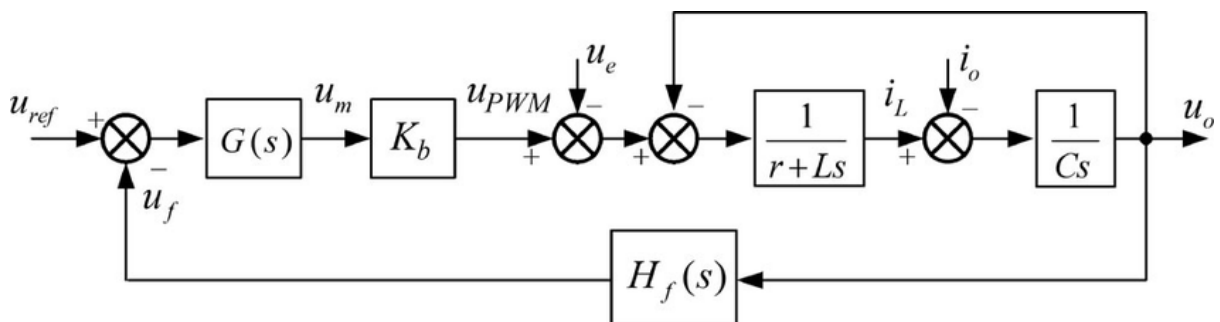 u_e
i_o
u_ref
+
−
u_f
G(s)
u_m
K_b
u_PWM
+
−
+
−
1
r+Ls
i_L
+
−
1
Cs
u_o
H_f(s)